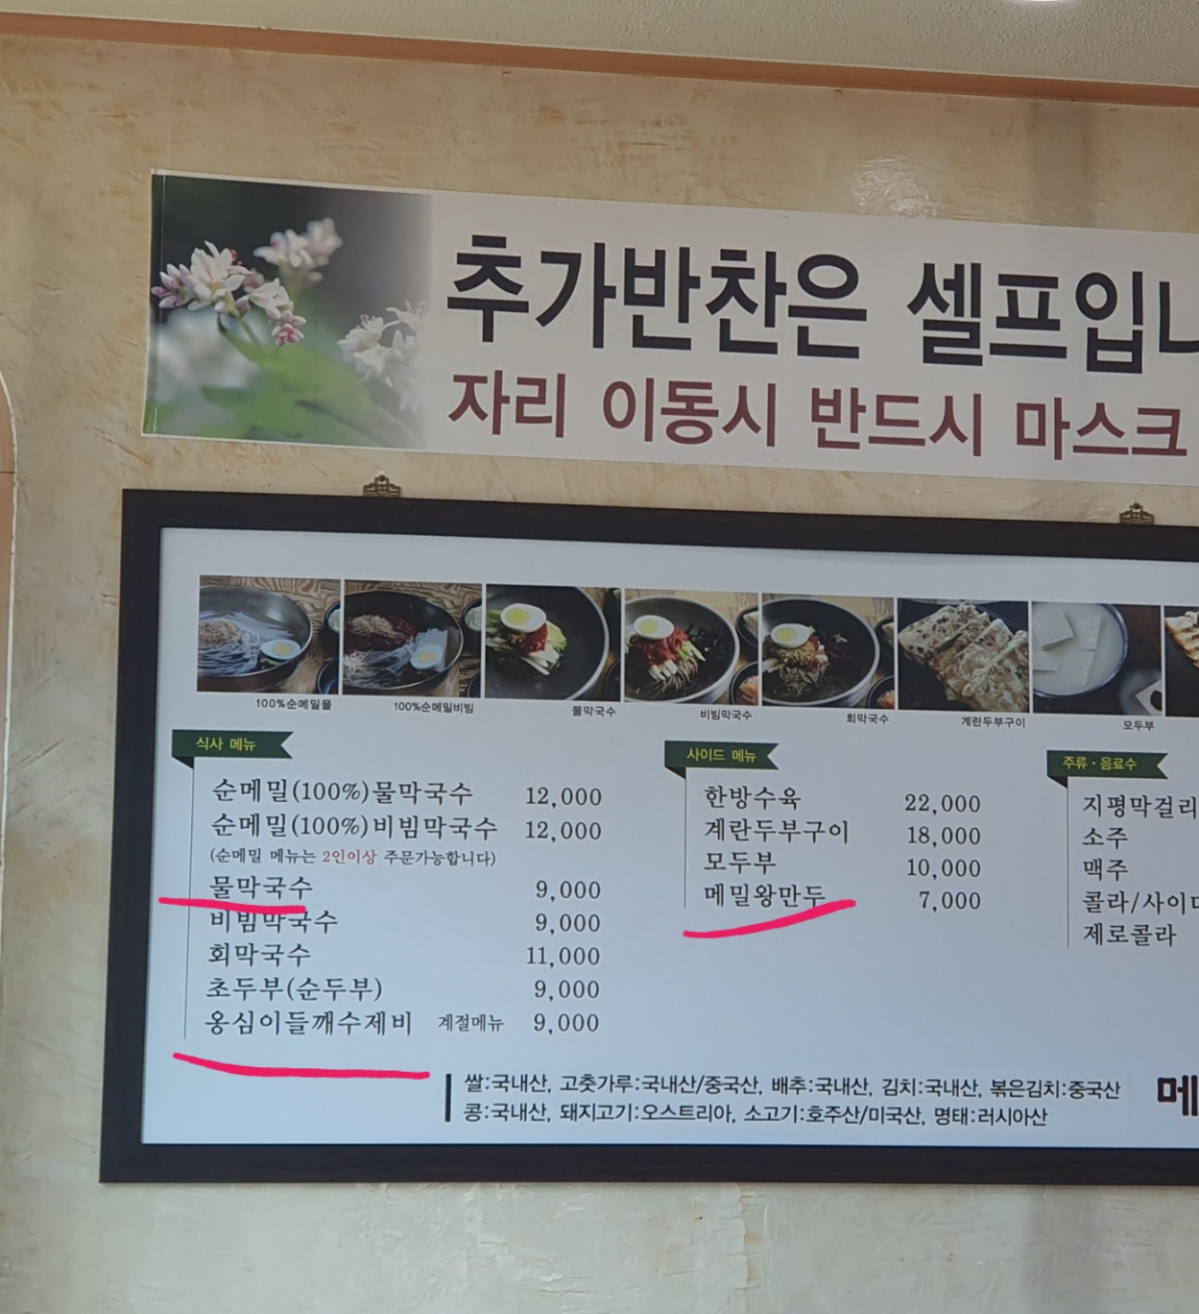 추가반찬은 셀프입니
자리 이동시 반드시 마스크
100%순메밀물
100%순메밀비빔
물막국수
비빔막국수
회막국수
계란두부구이
모두부
식사 메뉴
순메밀(100%)물막국수 12,000
순메밀(100%)비빔막국수 12,000
(순메밀 메뉴는 2인이상 주문가능합니다)
물막국수 9,000
비빔막국수 9,000
회막국수 11,000
초두부(순두부) 9,000
옹심이들깨수제비 계절메뉴 9,000
사이드 메뉴
한방수육 22,000
계란두부구이 18,000
모두부 10,000
메밀왕만두 7,000
주류·음료수
지평막걸리
소주
맥주
콜라/사이다
제로콜라
쌀:국내산, 고춧가루:국내산/중국산, 배추:국내산, 김치:국내산, 볶은김치:중국산
콩:국내산, 돼지고기:오스트리아, 소고기:호주산/미국산, 명태:러시아산
메